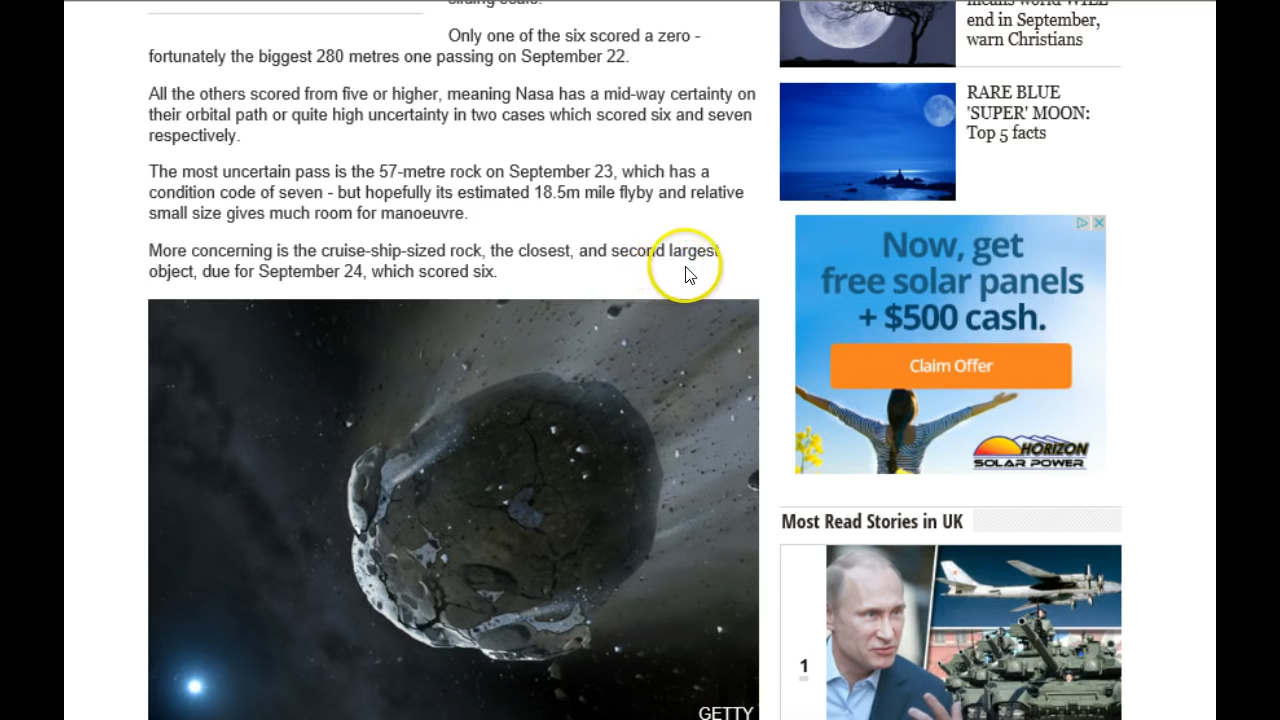 sliding scale.
Only one of the six scored a zero -
fortunately the biggest 280 metres one passing on September 22.
All the others scored from five or higher, meaning Nasa has a mid-way certainty on
their orbital path or quite high uncertainty in two cases which scored six and seven
respectively.
The most uncertain pass is the 57-metre rock on September 23, which has a
condition code of seven - but hopefully its estimated 18.5m mile flyby and relative
small size gives much room for manoeuvre.
More concerning is the cruise-ship-sized rock, the closest, and second largest
object, due for September 24, which scored six.
GETTY
means world WILL
end in September,
warn Christians
RARE BLUE
'SUPER' MOON:
Top 5 facts
Now, get
free solar panels
+ $500 cash.
Claim Offer
HORIZON
SOLAR POWER
Most Read Stories in UK
1